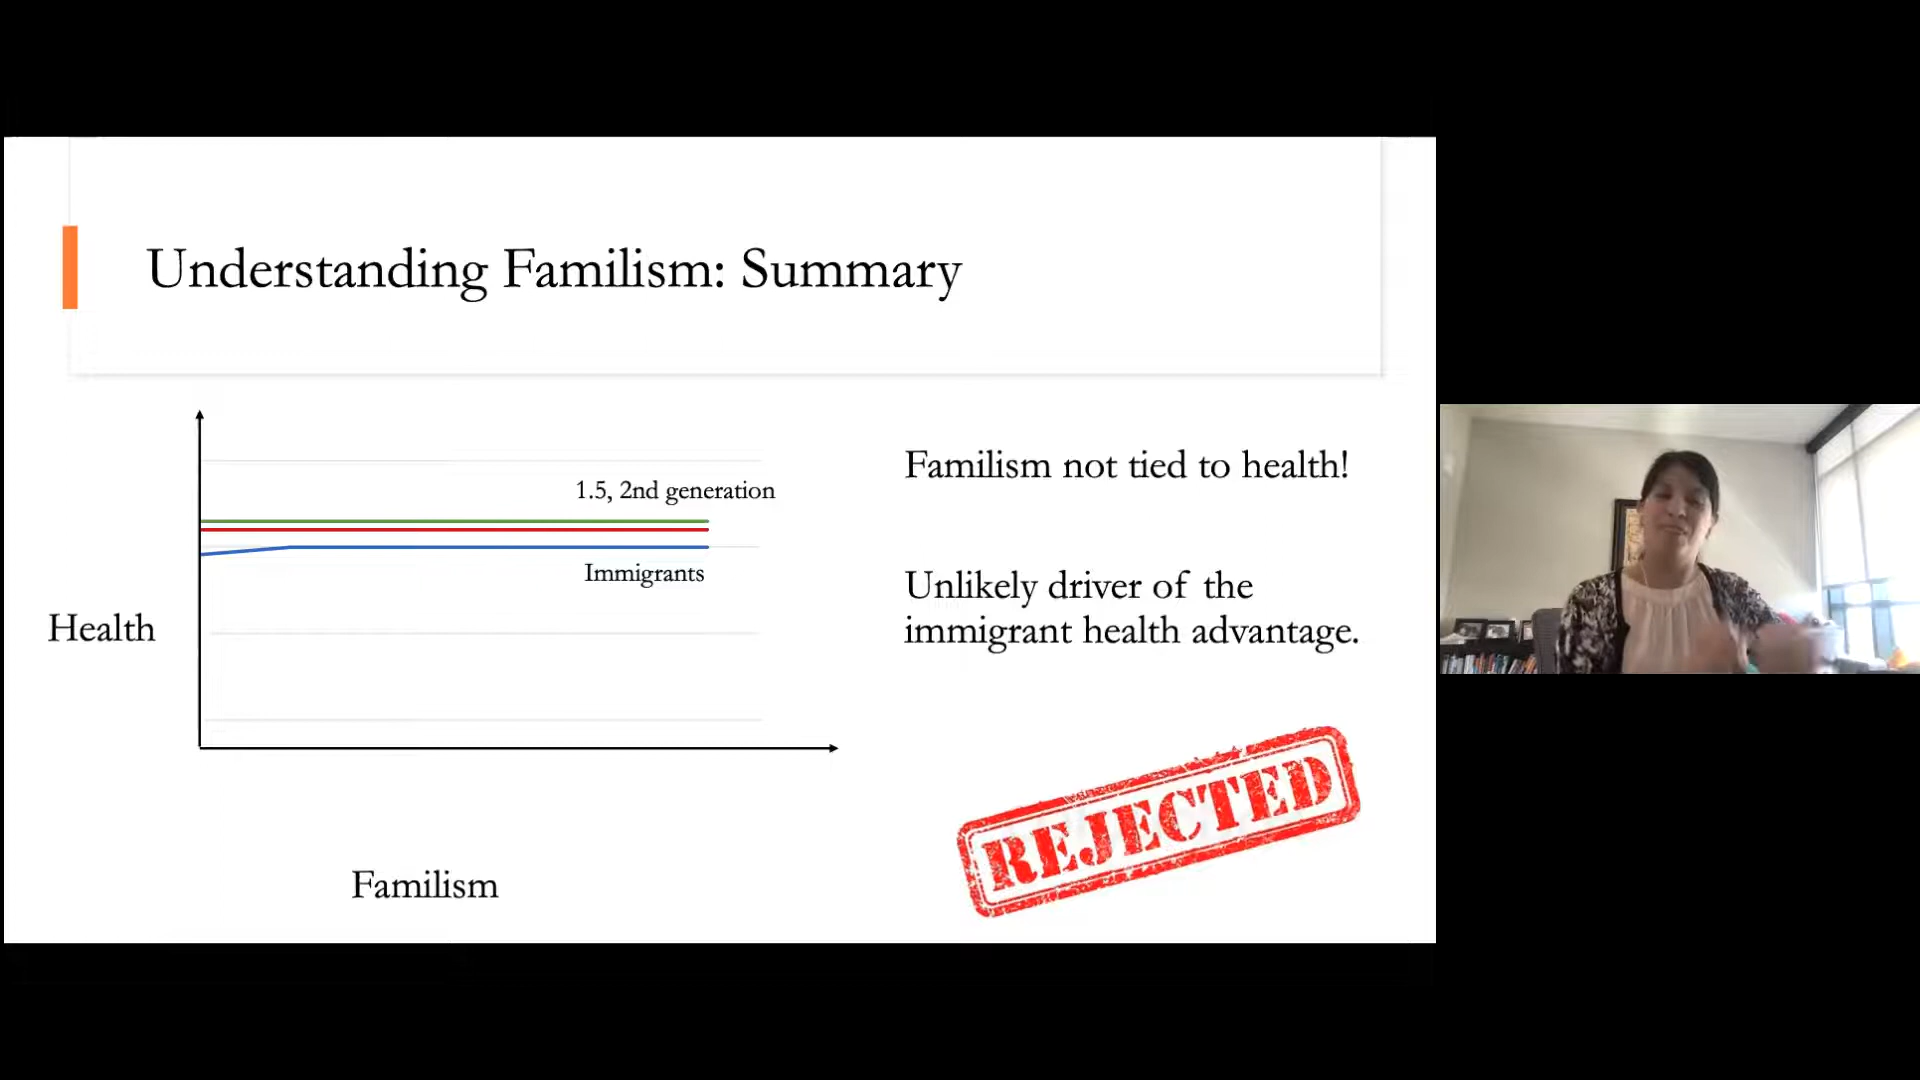 Understanding Familism: Summary
1.5, 2nd generation
Immigrants
Health
Familism
Familism not tied to health!
Unlikely driver of the
immigrant health advantage.
REJECTED